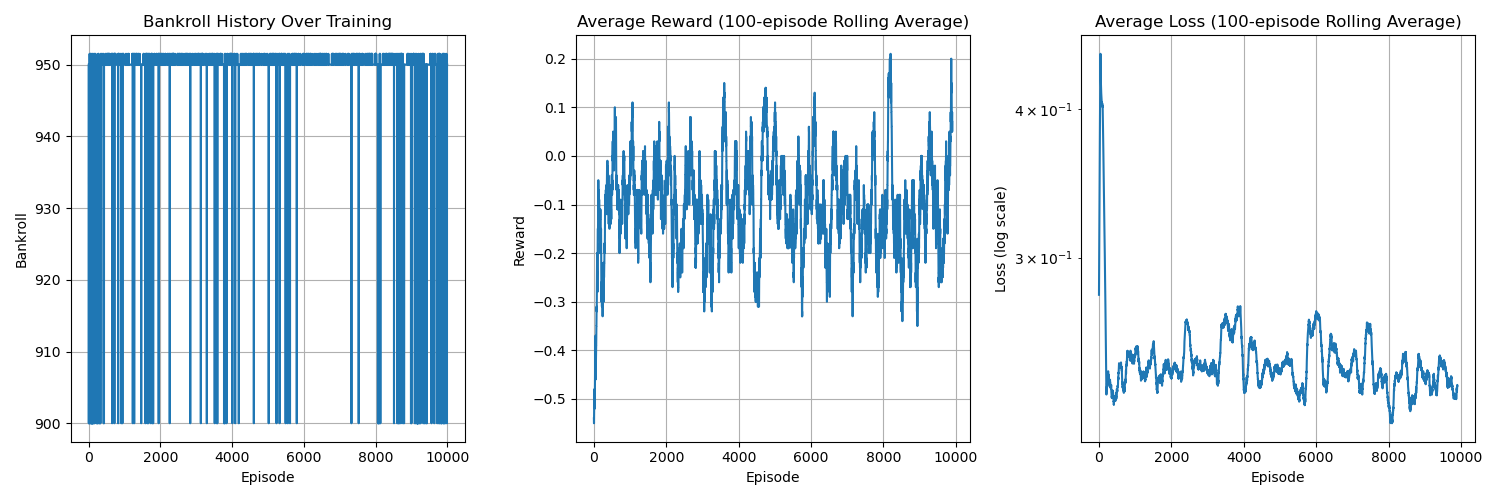 Bankroll History Over Training
Bankroll
950
940
930
920
910
900
0 2000 4000 6000 8000 10000
Episode
Average Reward (100-episode Rolling Average)
Reward
0.2
0.1
0.0
−0.1
−0.2
−0.3
−0.4
−0.5
0 2000 4000 6000 8000 10000
Episode
Average Loss (100-episode Rolling Average)
Loss (log scale)
4 × 10⁻¹
3 × 10⁻¹
0 2000 4000 6000 8000 10000
Episode